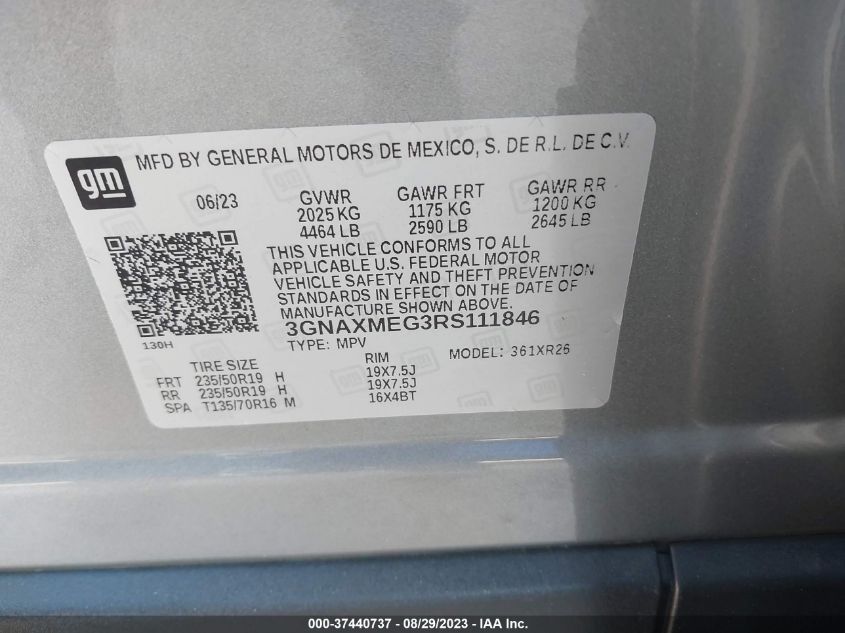 gm
MFD BY GENERAL MOTORS DE MEXICO, S. DE R.L. DE C.V.
06/23 GVWR GAWR FRT GAWR RR
2025 KG 1175 KG 1200 KG
4464 LB 2590 LB 2645 LB
THIS VEHICLE CONFORMS TO ALL
APPLICABLE U.S. FEDERAL MOTOR
VEHICLE SAFETY AND THEFT PREVENTION
STANDARDS IN EFFECT ON THE DATE OF
MANUFACTURE SHOWN ABOVE.
3GNAXMEG3RS111846
130H
TYPE: MPV MODEL: 361XR26
TIRE SIZE RIM
FRT 235/50R19 H 19X7.5J
RR 235/50R19 H 19X7.5J
SPA T135/70R16 M 16X4BT
000-37440737 - 08/29/2023 - IAA Inc.